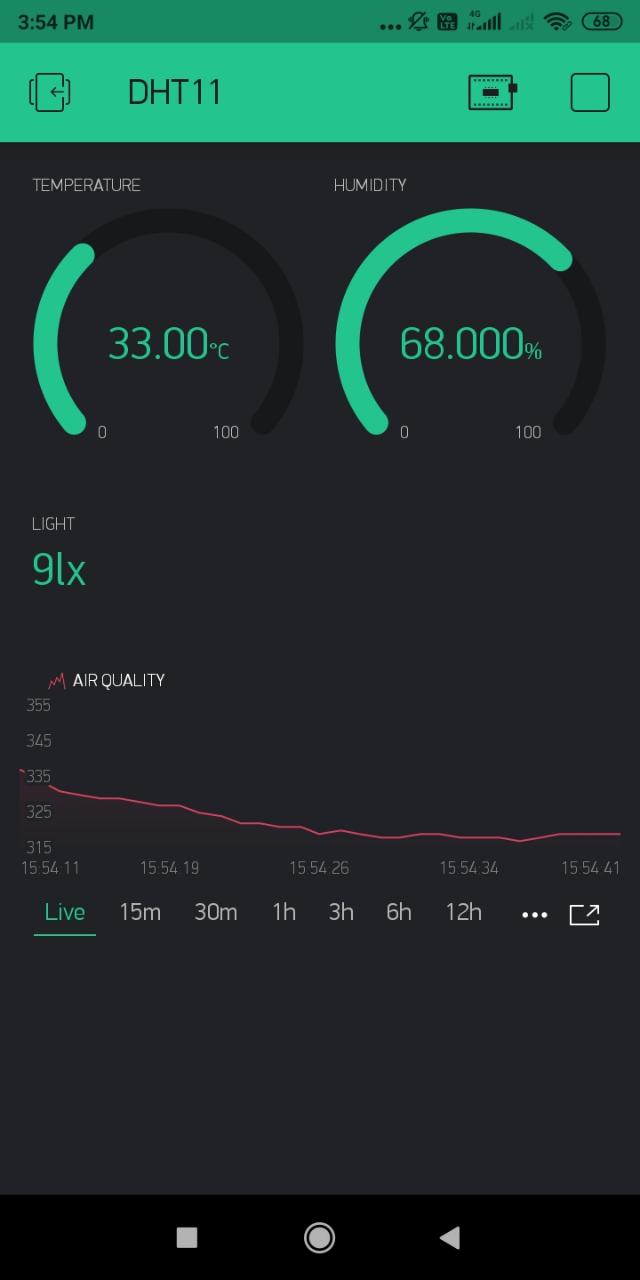 3:54 PM 4G Vo LTE 68
DHT11
TEMPERATURE HUMIDITY
33.00°C 68.000%
0 100 0 100
LIGHT
9lx
AIR QUALITY
355
345
335
325
315
15:54:11 15:54:19 15:54:26 15:54:34 15:54:41
Live 15m 30m 1h 3h 6h 12h